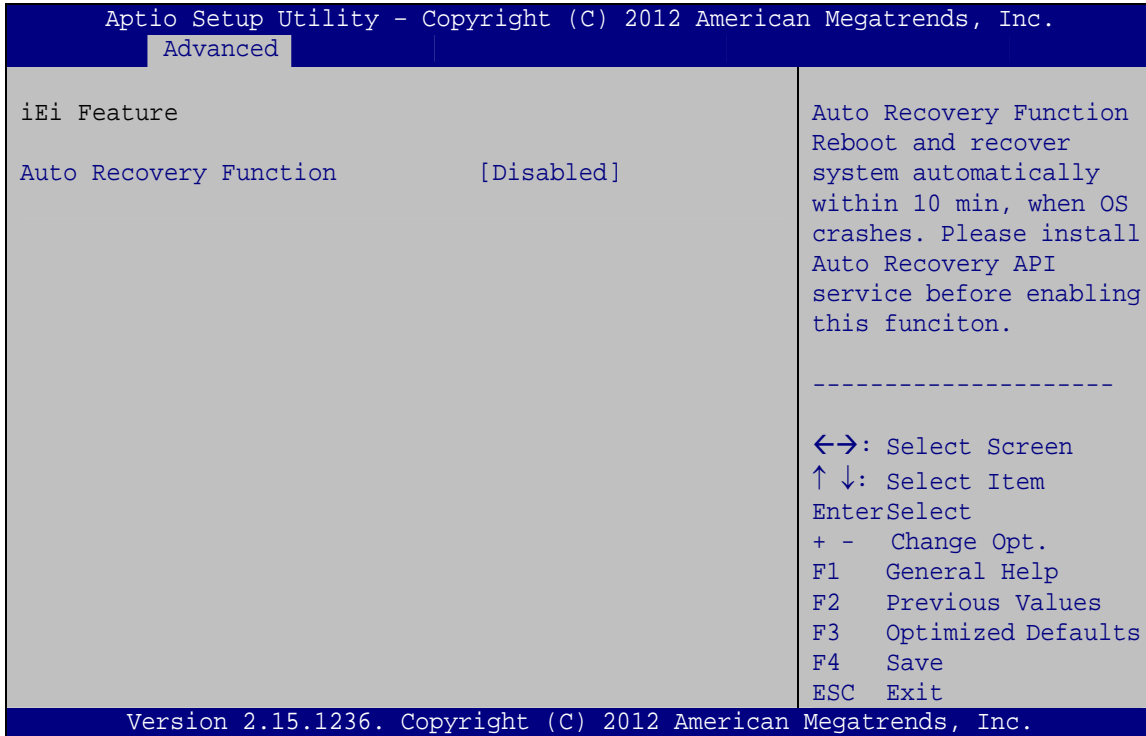 Aptio Setup Utility – Copyright (C) 2012 American Megatrends, Inc.
Advanced
iEi Feature
Auto Recovery Function [Disabled]
Auto Recovery Function
Reboot and recover
system automatically
within 10 min, when OS
crashes. Please install
Auto Recovery API
service before enabling
this funciton.
---------------------
←→: Select Screen
↑ ↓: Select Item
EnterSelect
+ - Change Opt.
F1 General Help
F2 Previous Values
F3 Optimized Defaults
F4 Save
ESC Exit
Version 2.15.1236. Copyright (C) 2012 American Megatrends, Inc.